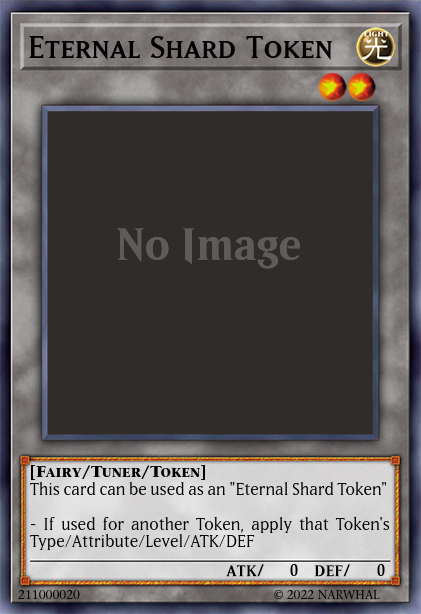 Eternal Shard Token
LIGHT
光
No Image
[Fairy/Tuner/Token]
This card can be used as an "Eternal Shard Token"
- If used for another Token, apply that Token's
Type/Attribute/Level/ATK/DEF
ATK/ 0 DEF/ 0
211000020 © 2022 NARWHAL